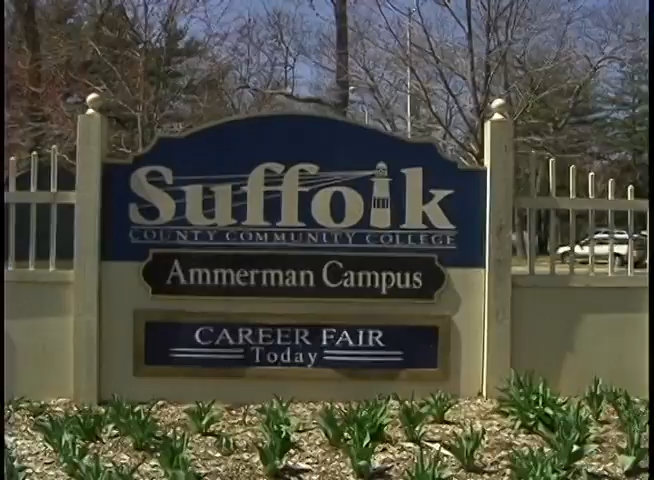 Suffolk
COUNTY COMMUNITY COLLEGE
Ammerman Campus
CAREER FAIR
Today